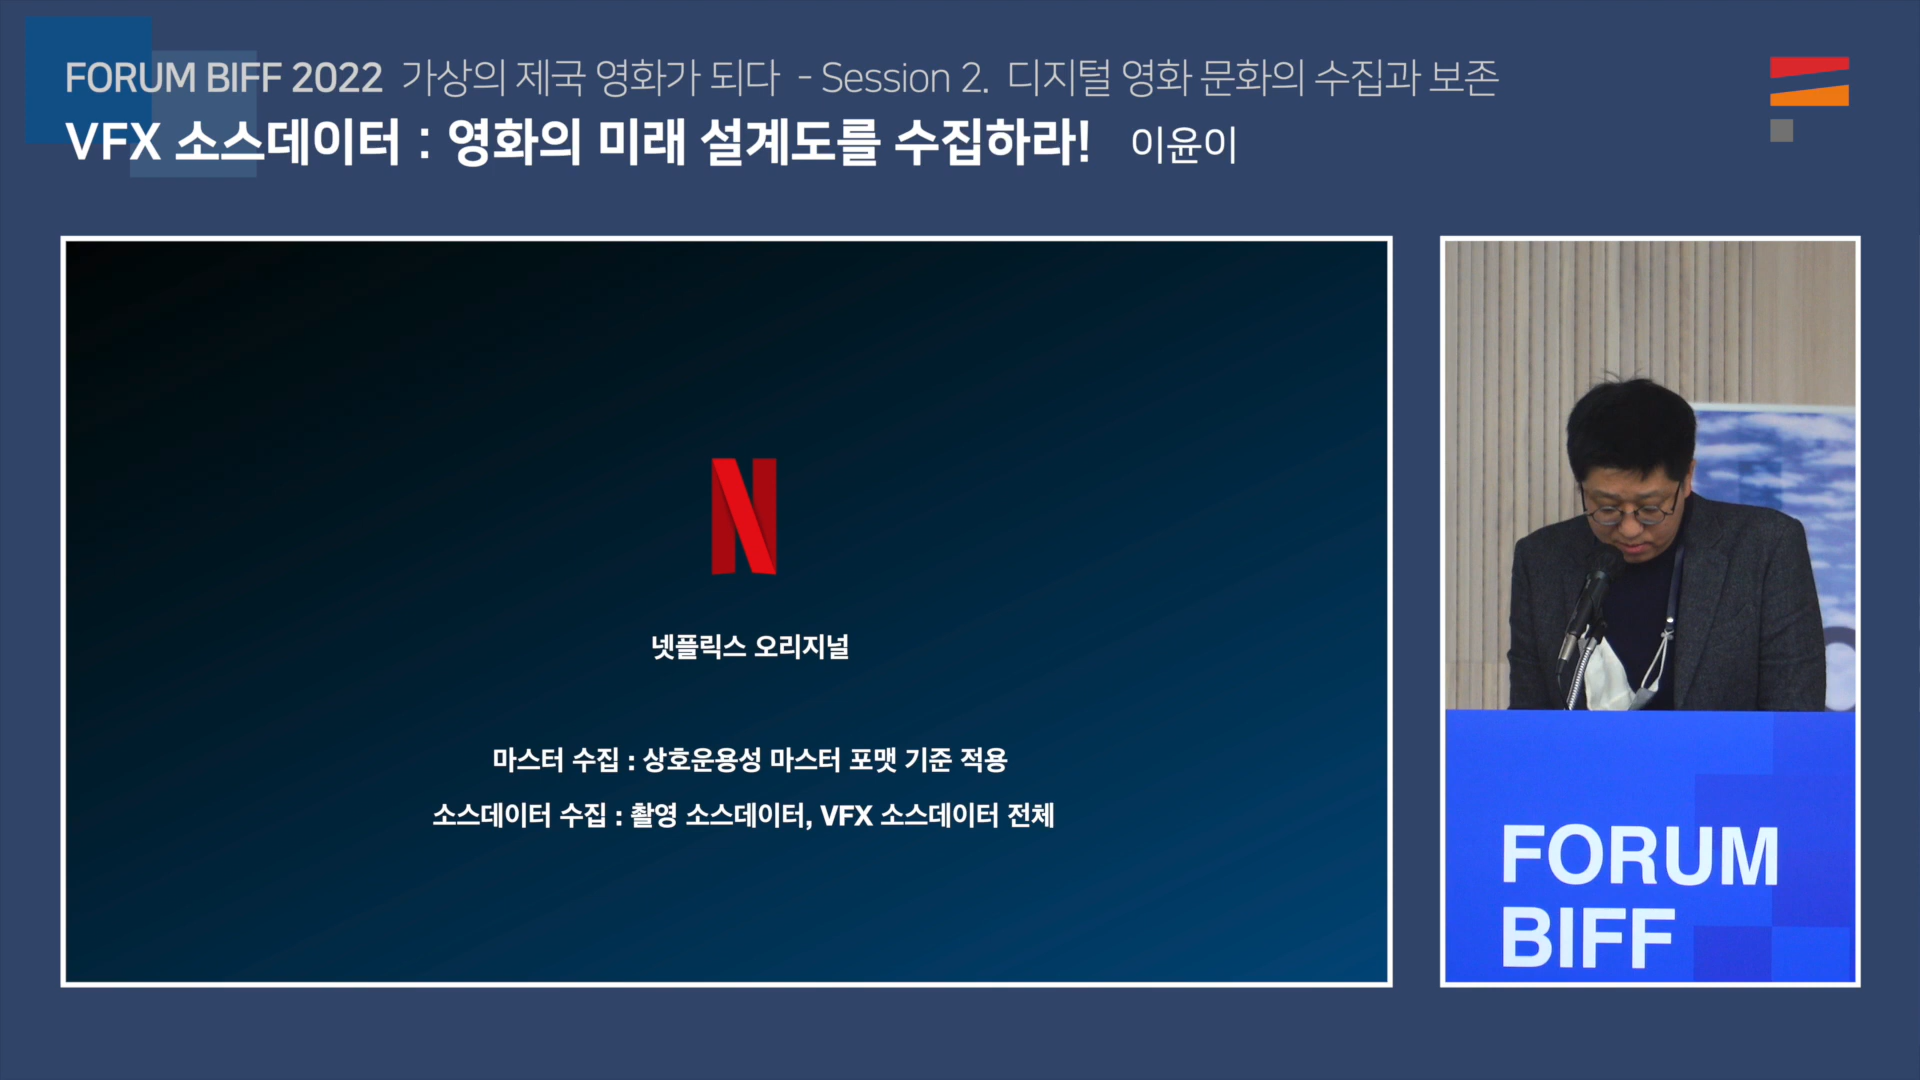 FORUM BIFF 2022 가상의 제국 영화가 되다 - Session 2. 디지털 영화 문화의 수집과 보존
VFX 소스데이터 : 영화의 미래 설계도를 수집하라! 이윤이
N
넷플릭스 오리지널
마스터 수집 : 상호운용성 마스터 포맷 기준 적용
소스데이터 수집 : 촬영 소스데이터, VFX 소스데이터 전체
FORUM
BIFF